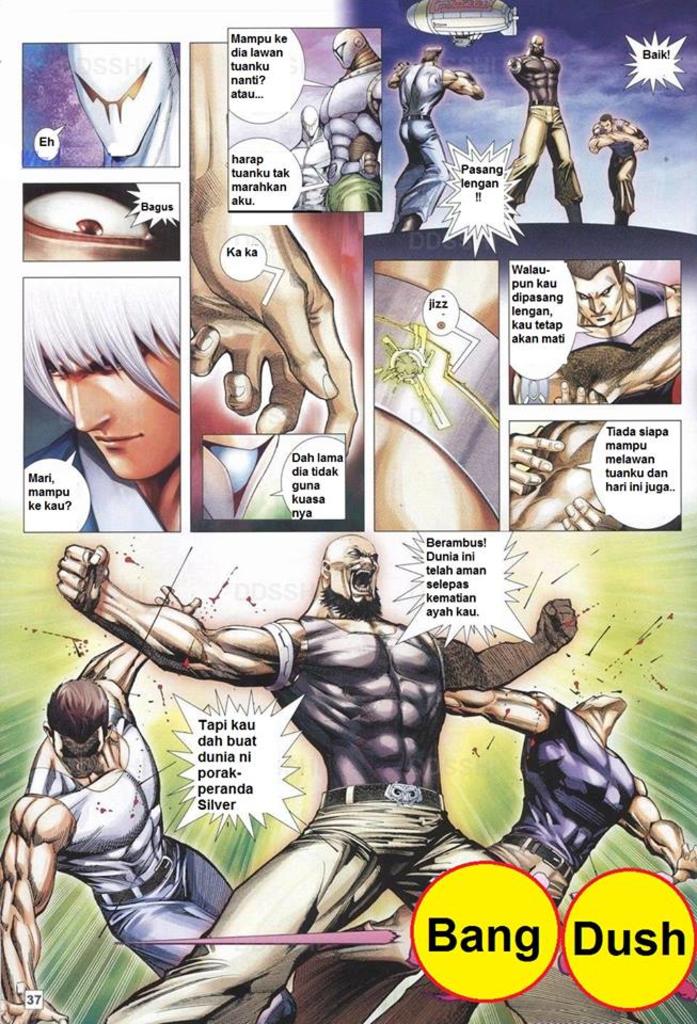 Eh
Mampu ke
dia lawan
tuanku
nanti?
atau...
harap
tuanku tak
marahkan
aku.
Baik!
Pasang
lengan
!!
Bagus
Ka ka
jizz
Walau-
pun kau
dipasang
lengan,
kau tetap
akan mati
Mari,
mampu
ke kau?
Dah lama
dia tidak
guna
kuasa
nya
Tiada siapa
mampu
melawan
tuanku dan
hari ini juga..
Berambus!
Dunia ini
telah aman
selepas
kematian
ayah kau.
Tapi kau
dah buat
dunia ni
porak-
peranda
Silver
Bang
Dush
37